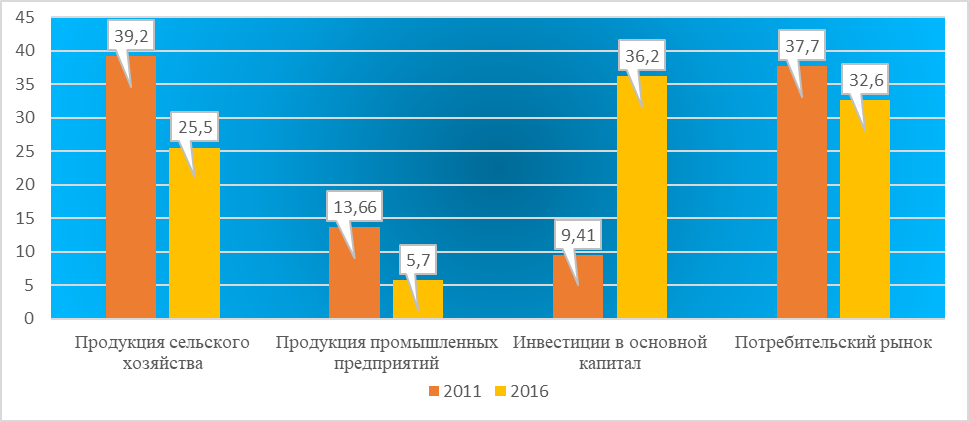 45
40
35
30
25
20
15
10
5
0
39,2
25,5
13,66
5,7
9,41
36,2
37,7
32,6
Продукция сельского
хозяйства
Продукция промышленных
предприятий
Инвестиции в основной
капитал
Потребительский рынок
2011 2016